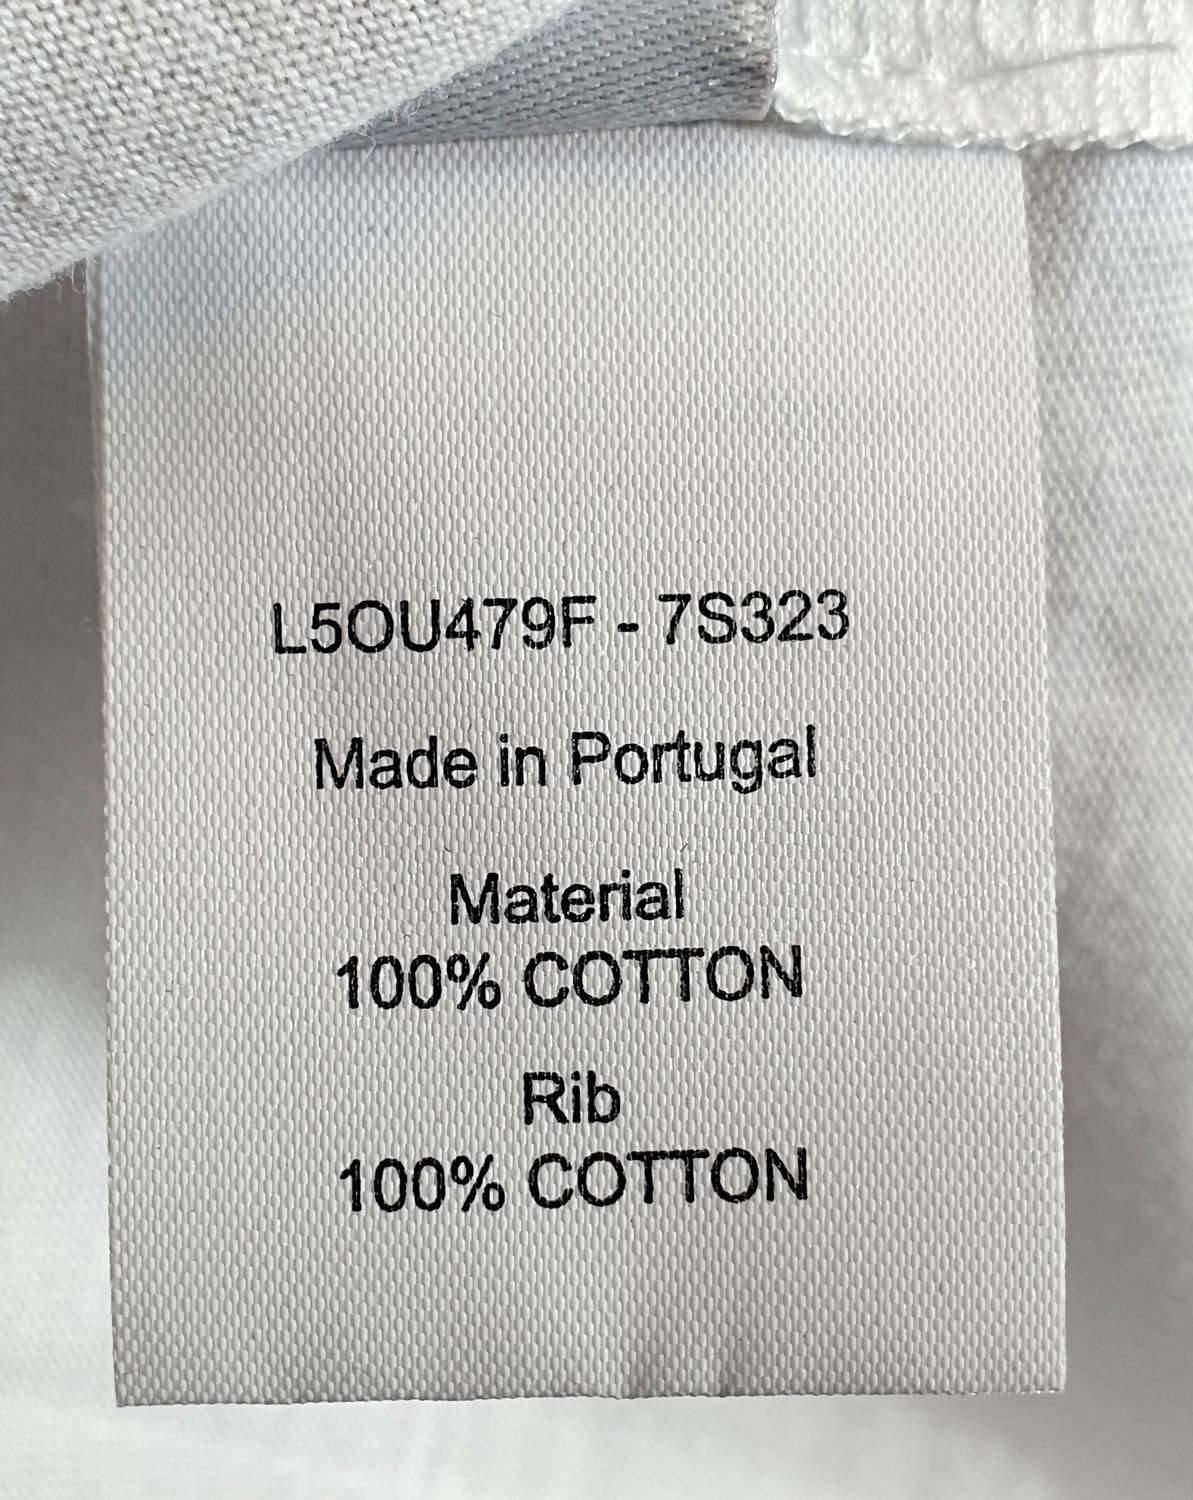 L5OU479F - 7S323
Made in Portugal
Material
100% COTTON
Rib
100% COTTON